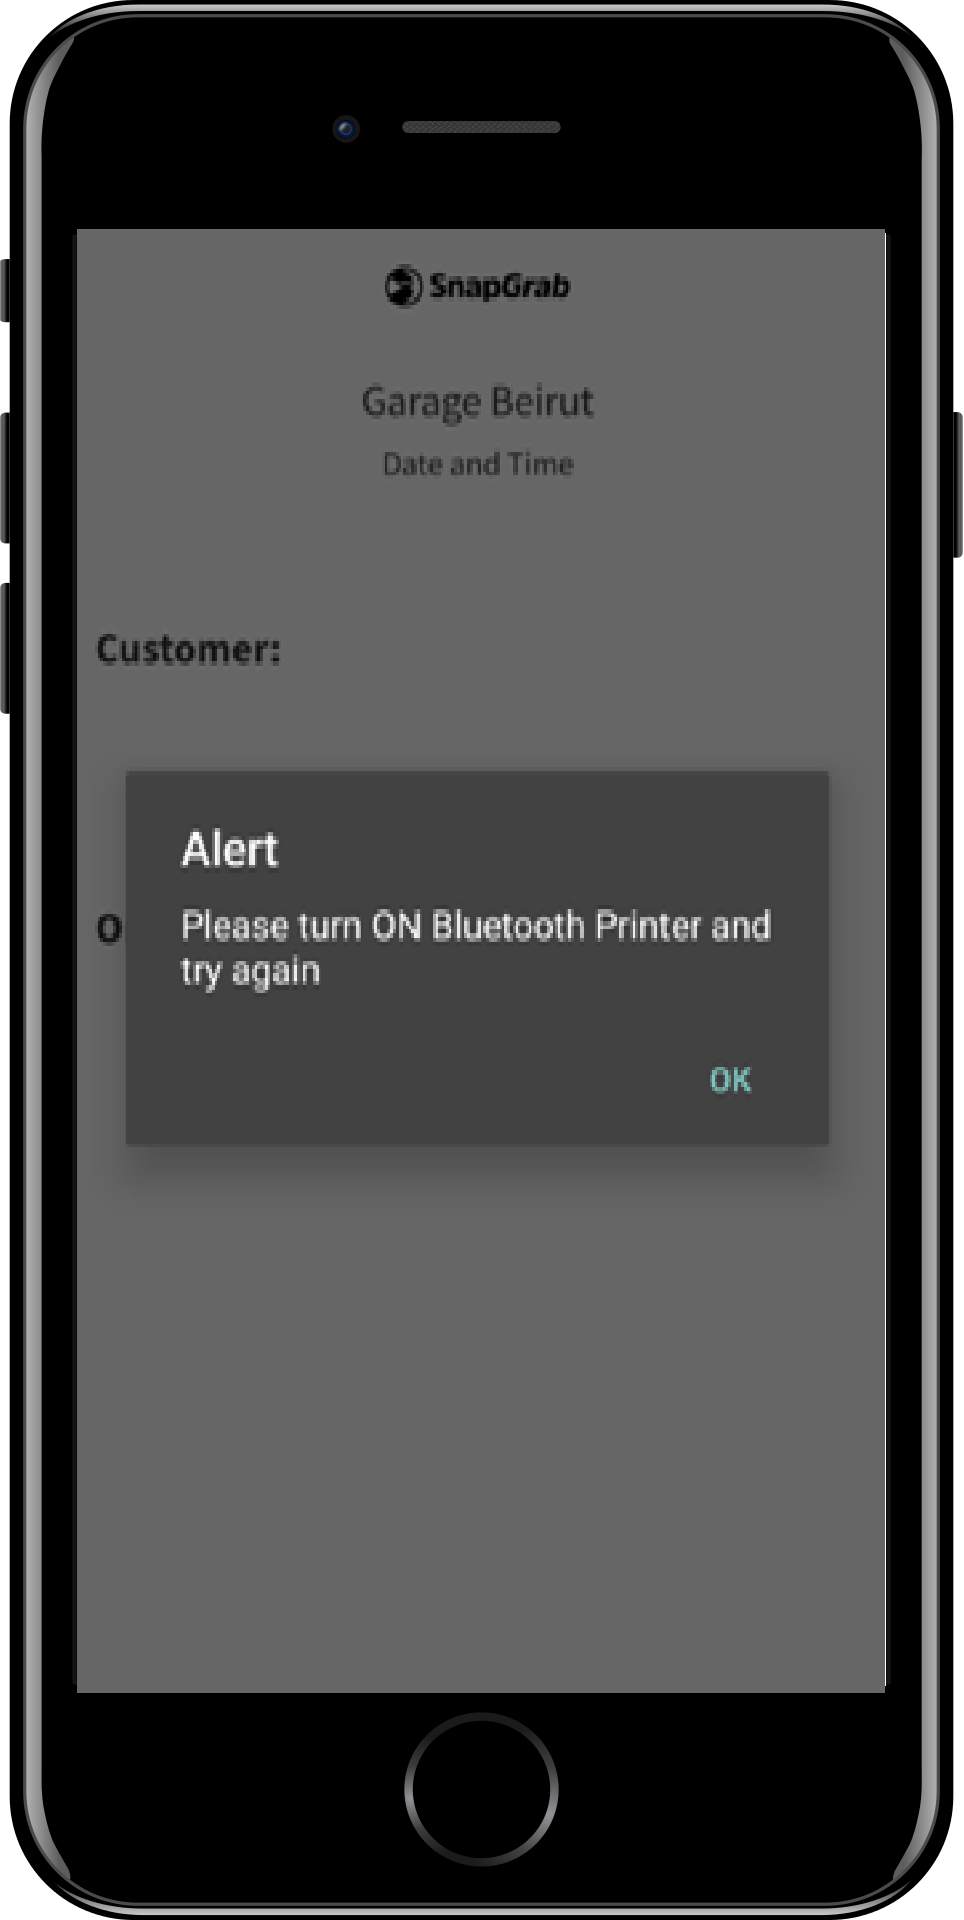 SnapGrab
Garage Beirut
Date and Time
Customer:
Alert
Please turn ON Bluetooth Printer and
try again
OK